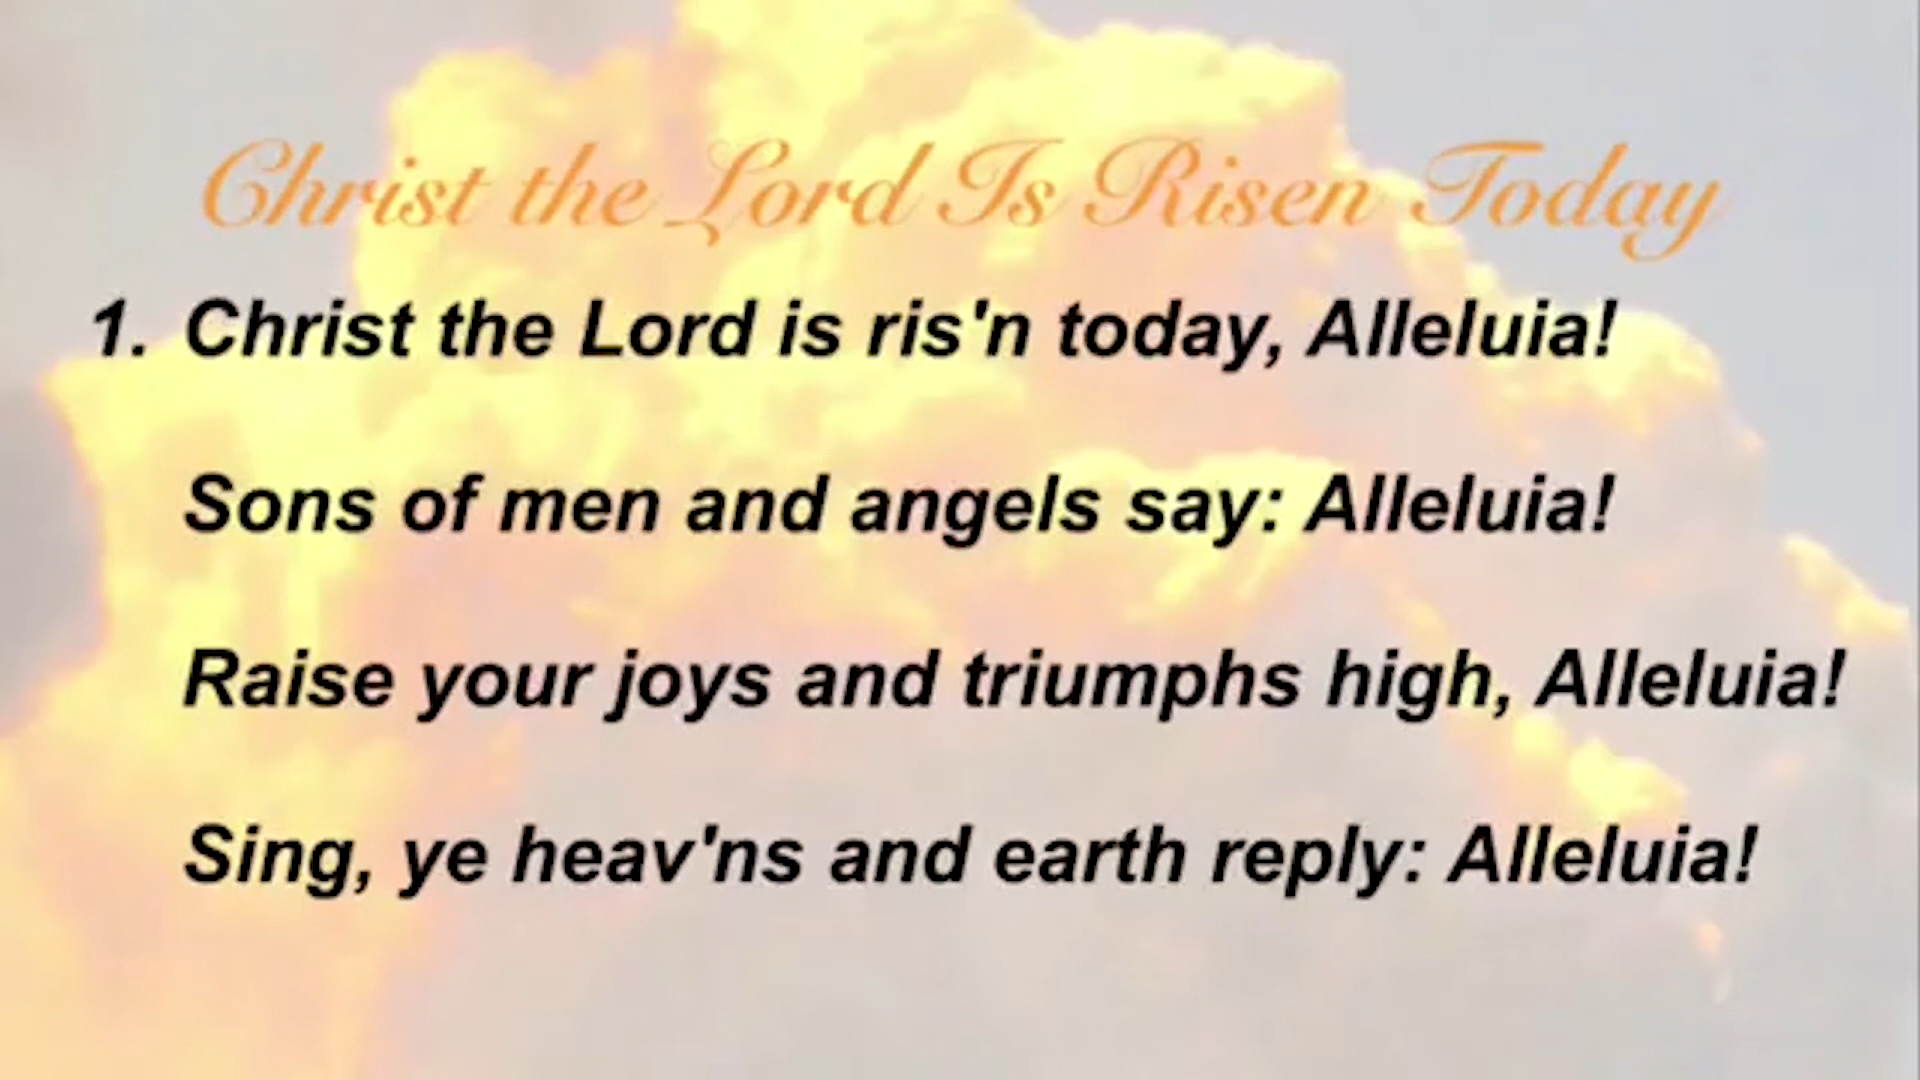 Christ the Lord Is Risen Today
1. Christ the Lord is ris'n today, Alleluia!
Sons of men and angels say: Alleluia!
Raise your joys and triumphs high, Alleluia!
Sing, ye heav'ns and earth reply: Alleluia!